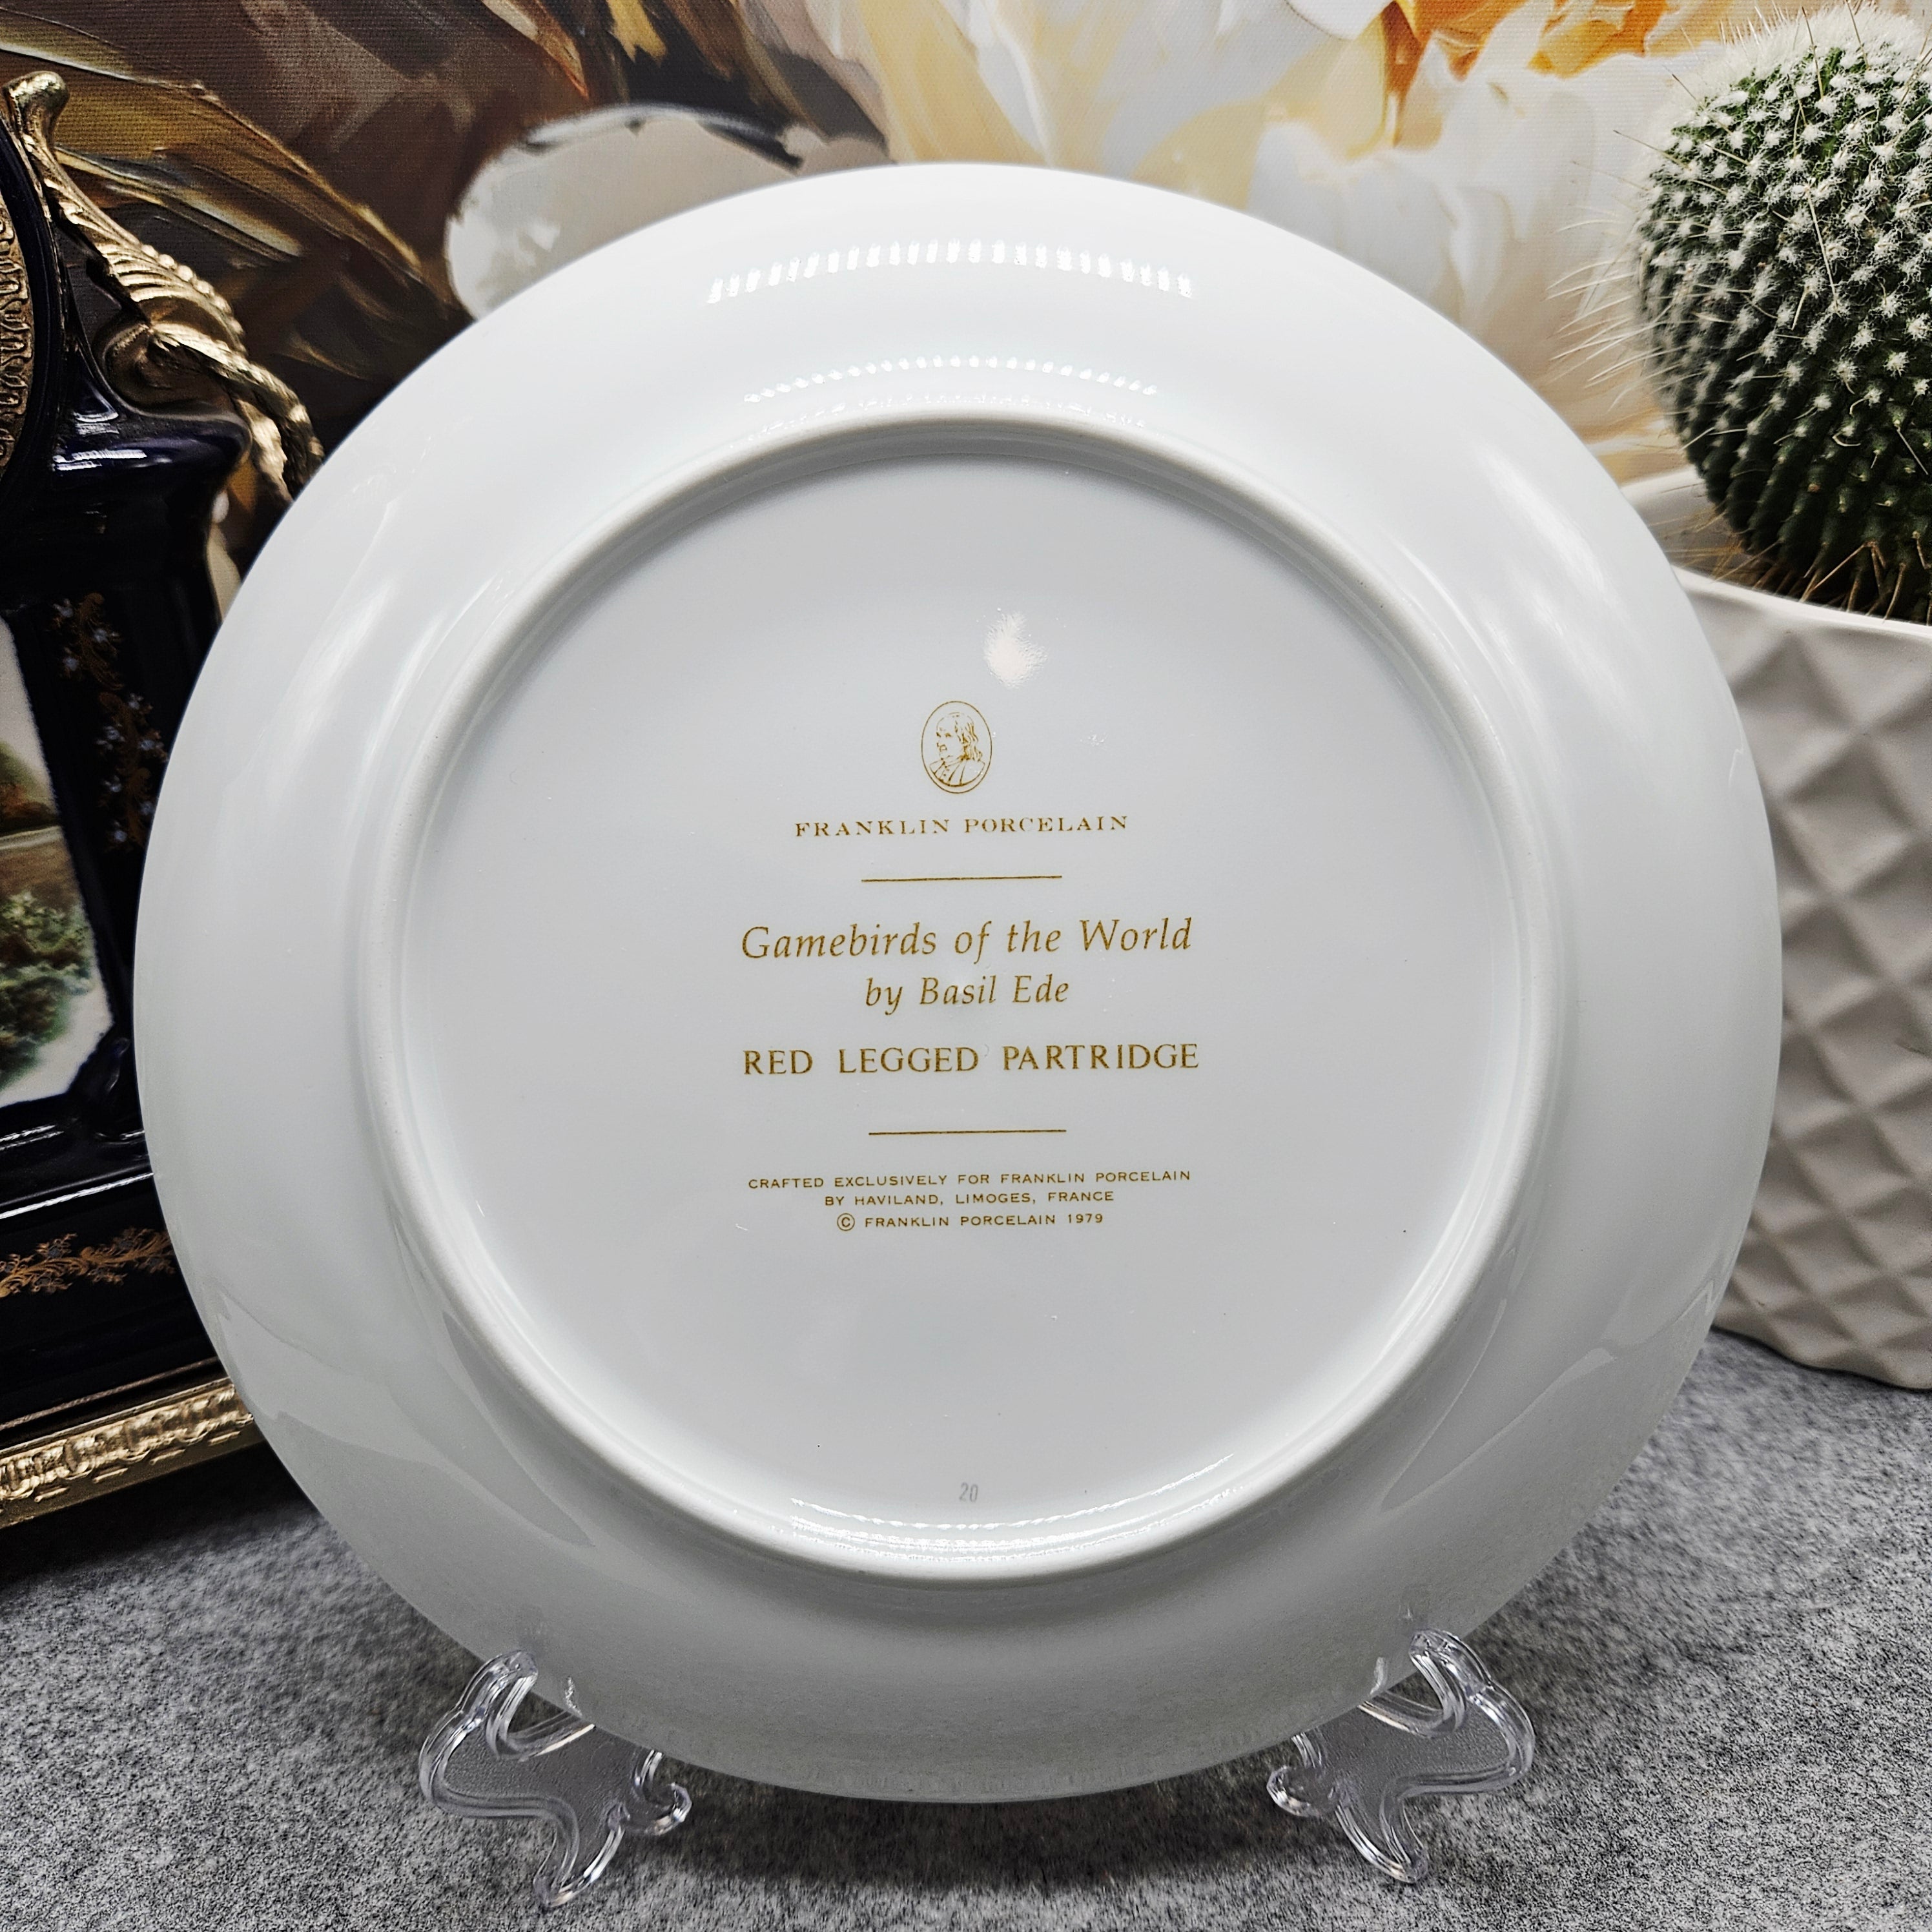 FRANKLIN PORCELAIN
Gamebirds of the World
by Basil Ede
RED LEGGED PARTRIDGE
CRAFTED EXCLUSIVELY FOR FRANKLIN PORCELAIN
BY HAVILAND, LIMOGES, FRANCE
© FRANKLIN PORCELAIN 1979
20